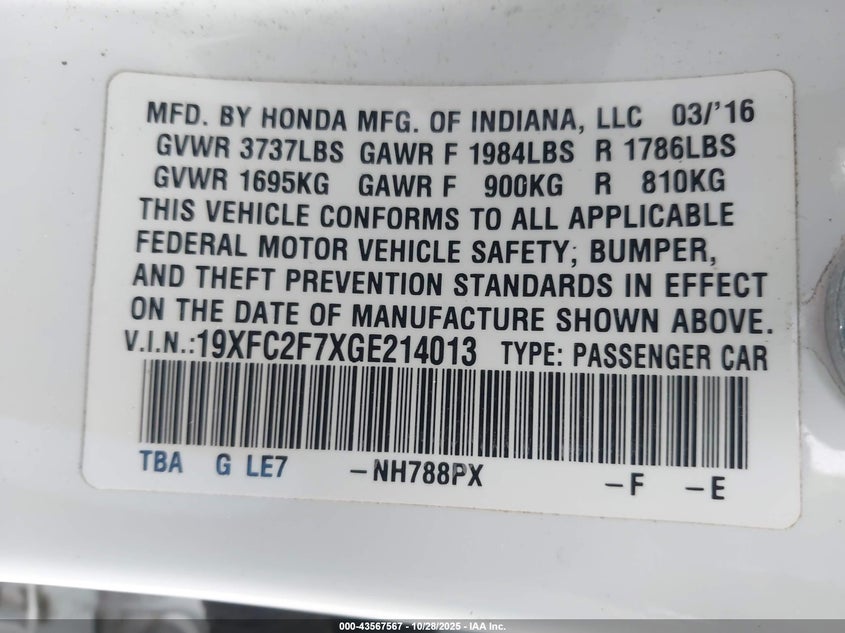 MFD. BY HONDA MFG. OF INDIANA, LLC 03/'16
GVWR 3737LBS GAWR F 1984LBS R 1786LBS
GVWR 1695KG GAWR F 900KG R 810KG
THIS VEHICLE CONFORMS TO ALL APPLICABLE
FEDERAL MOTOR VEHICLE SAFETY; BUMPER,
AND THEFT PREVENTION STANDARDS IN EFFECT
ON THE DATE OF MANUFACTURE SHOWN ABOVE.
V.I.N.:19XFC2F7XGE214013 TYPE: PASSENGER CAR
TBA G LE7 -NH788PX -F -E
000-43567567 / 10/28/2025 / IAA, Inc.